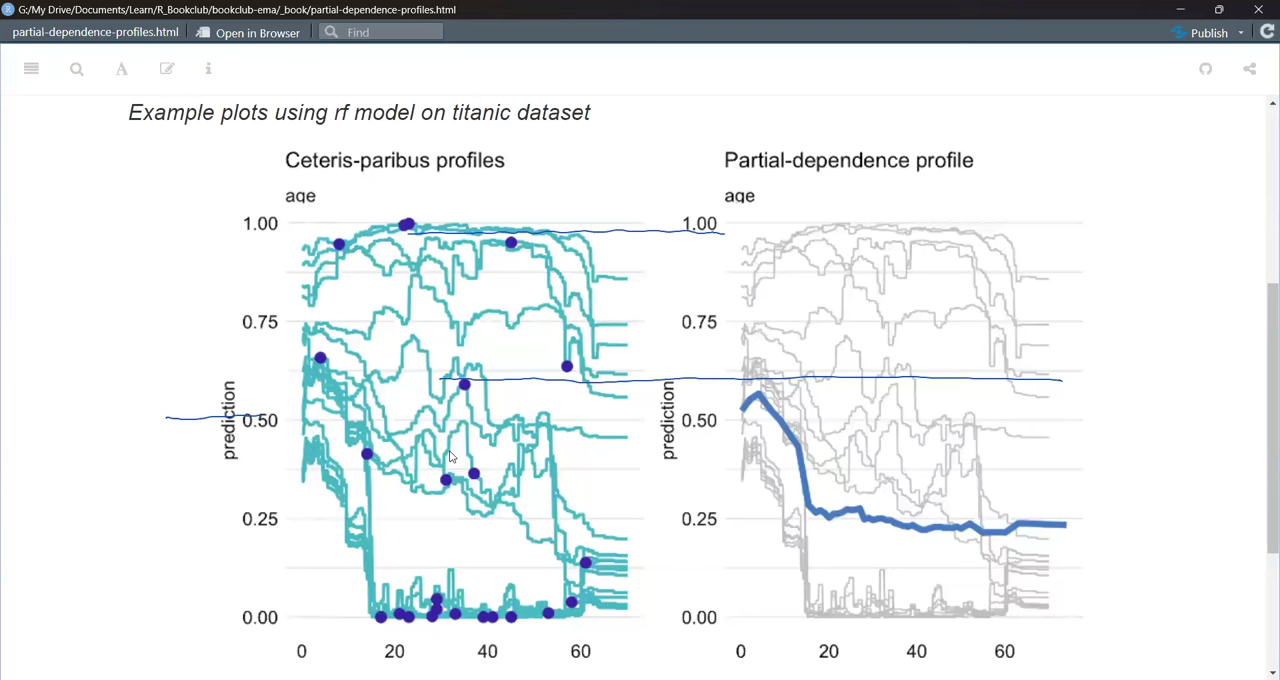 G:/My Drive/Documents/Learn/R_Bookclub/bookclub-ema/_book/partial-dependence-profiles.html
partial-dependence-profiles.html Open in Browser Find Publish
Example plots using rf model on titanic dataset
Ceteris-paribus profiles
age
prediction
1.00
0.75
0.50
0.25
0.00
0 20 40 60
Partial-dependence profile
age
prediction
1.00
0.75
0.50
0.25
0.00
0 20 40 60